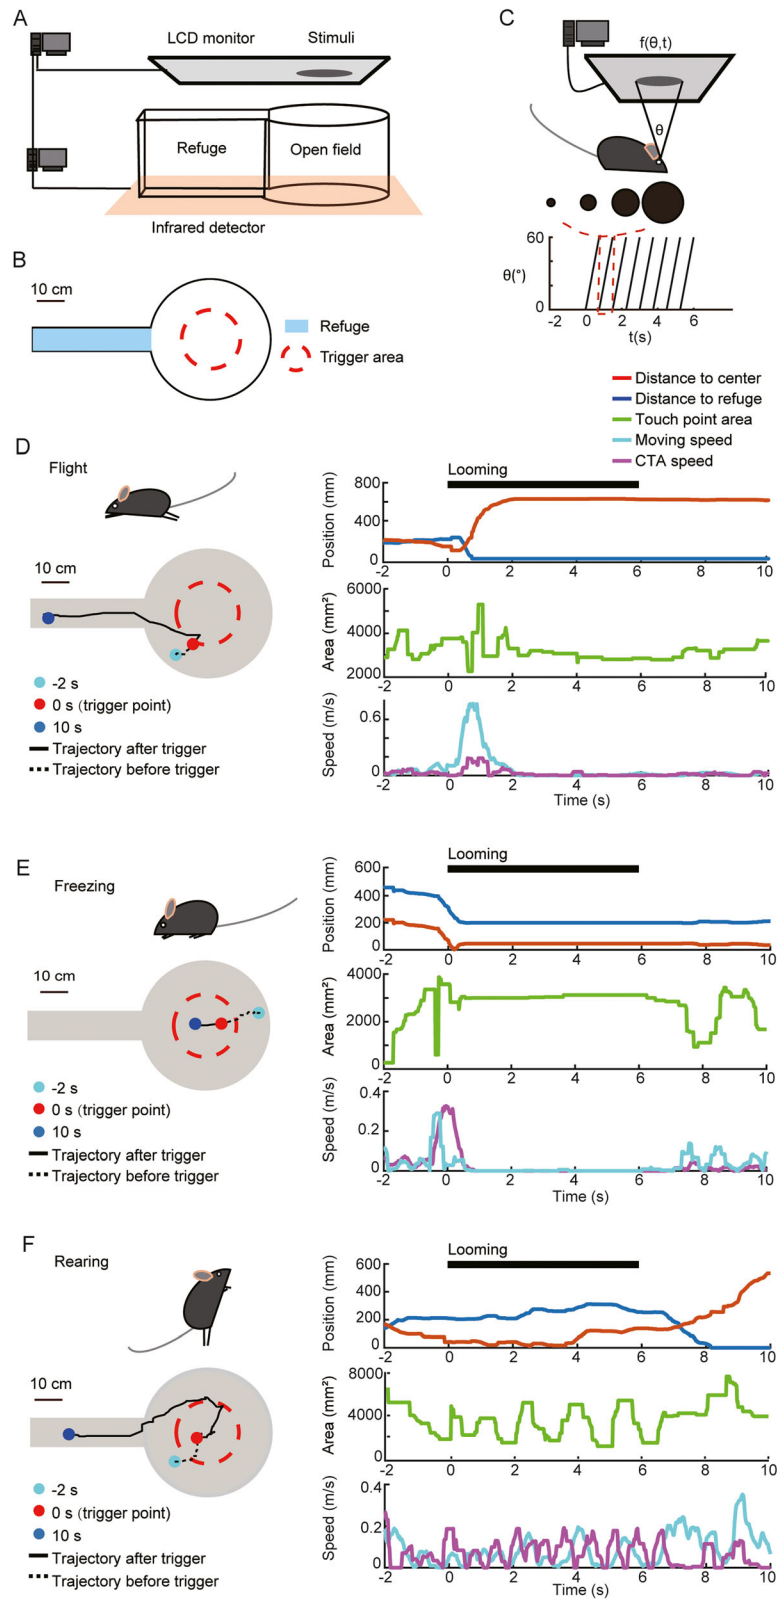 A
LCD monitor
Stimuli
Refuge
Open field
Infrared detector
B
10 cm
Refuge
Trigger area
C
f(θ,t)
θ
60
θ(°)
0
-2 0 2 4 6
t(s)
Distance to center
Distance to refuge
Touch point area
Moving speed
CTA speed
D
Flight
10 cm
-2 s
0 s (trigger point)
10 s
Trajectory after trigger
Trajectory before trigger
Looming
Position (mm)
800
400
0
-2 0 2 4 6 8 10
Area (mm²)
6000
4000
2000
-2 0 2 4 6 8 10
Speed (m/s)
0.6
0
-2 0 2 4 6 8 10
Time (s)
E
Freezing
10 cm
-2 s
0 s (trigger point)
10 s
Trajectory after trigger
Trajectory before trigger
Looming
Position (mm)
600
400
200
0
-2 0 2 4 6 8 10
Area (mm²)
4000
2000
0
-2 0 2 4 6 8 10
Speed (m/s)
0.4
0.2
0
-2 0 2 4 6 8 10
Time (s)
F
Rearing
10 cm
-2 s
0 s (trigger point)
10 s
Trajectory after trigger
Trajectory before trigger
Looming
Position (mm)
600
400
200
0
-2 0 2 4 6 8 10
Area (mm²)
8000
4000
0
-2 0 2 4 6 8 10
Speed (m/s)
0.4
0.2
0
-2 0 2 4 6 8 10
Time (s)